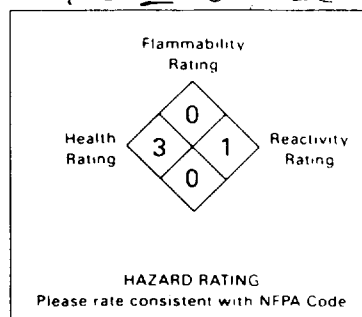 Flammability
Rating
0
Health
Rating
3
1
Reactivity
Rating
0
HAZARD RATING
Please rate consistent with NFPA Code